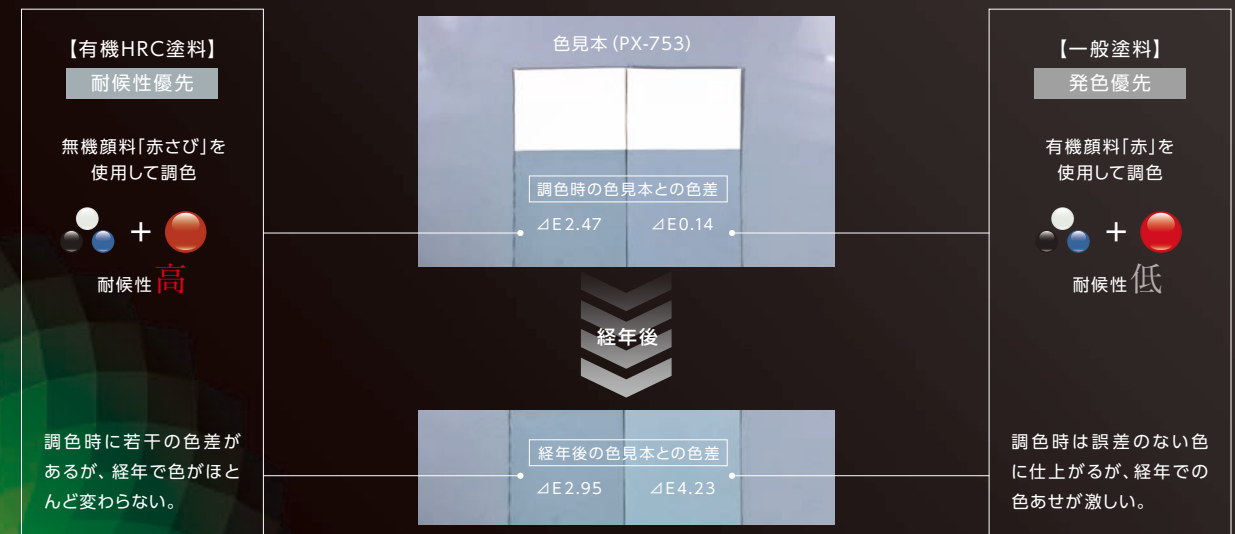 【有機HRC塗料】
耐候性優先
無機顔料「赤さび」を
使用して調色
+
耐候性高
調色時に若干の色差が
あるが、経年で色がほと
んど変わらない。
色見本(PX-753)
調色時の色見本との色差
⊿E2.47
⊿E0.14
経年後
経年後の色見本との色差
⊿E2.95
⊿E4.23
【一般塗料】
発色優先
有機顔料「赤」を
使用して調色
+
耐候性低
調色時は誤差のない色
に仕上がるが、経年での
色あせが激しい。